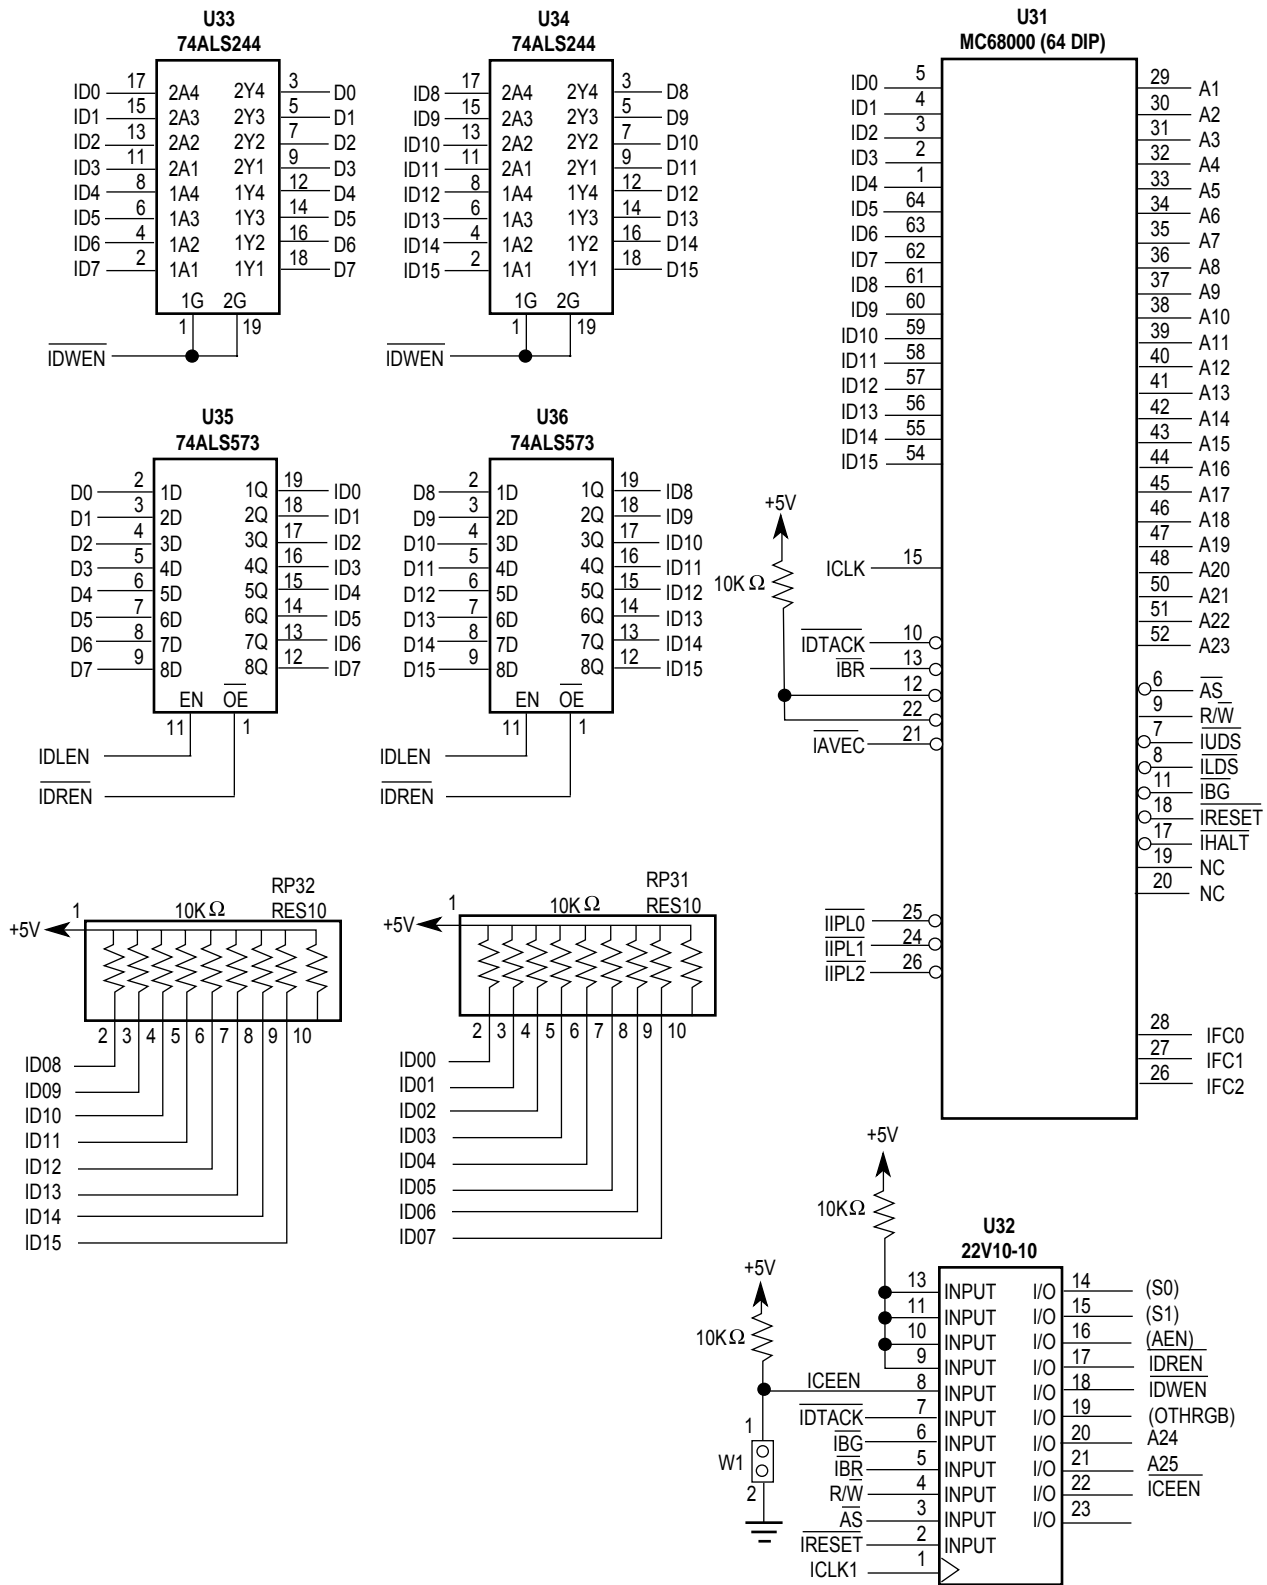 U33
74ALS244
ID0 17 2A4 2Y4 3 D0
ID1 15 2A3 2Y3 5 D1
ID2 13 2A2 2Y2 7 D2
ID3 11 2A1 2Y1 9 D3
ID4 8 1A4 1Y4 12 D4
ID5 6 1A3 1Y3 14 D5
ID6 4 1A2 1Y2 16 D6
ID7 2 1A1 1Y1 18 D7
1G 2G
1 19
IDWEN
U34
74ALS244
ID8 17 2A4 2Y4 3 D8
ID9 15 2A3 2Y3 5 D9
ID10 13 2A2 2Y2 7 D10
ID11 11 2A1 2Y1 9 D11
ID12 8 1A4 1Y4 12 D12
ID13 6 1A3 1Y3 14 D13
ID14 4 1A2 1Y2 16 D14
ID15 2 1A1 1Y1 18 D15
1G 2G
1 19
IDWEN
U35
74ALS573
D0 2 1D 1Q 19 ID0
D1 3 2D 2Q 18 ID1
D2 4 3D 3Q 17 ID2
D3 5 4D 4Q 16 ID3
D4 6 5D 5Q 15 ID4
D5 7 6D 6Q 14 ID5
D6 8 7D 7Q 13 ID6
D7 9 8D 8Q 12 ID7
EN OE
11 1
IDLEN
IDREN
U36
74ALS573
D8 2 1D 1Q 19 ID8
D9 3 2D 2Q 18 ID9
D10 4 3D 3Q 17 ID10
D11 5 4D 4Q 16 ID11
D12 6 5D 5Q 15 ID12
D13 7 6D 6Q 14 ID13
D14 8 7D 7Q 13 ID14
D15 9 8D 8Q 12 ID15
EN OE
11 1
IDLEN
IDREN
RP32
1 10KΩ RES10
+5V
2 3 4 5 6 7 8 9 10
ID08
ID09
ID10
ID11
ID12
ID13
ID14
ID15
RP31
1 10KΩ RES10
+5V
2 3 4 5 6 7 8 9 10
ID00
ID01
ID02
ID03
ID04
ID05
ID06
ID07
U31
MC68000 (64 DIP)
ID0 5
ID1 4
ID2 3
ID3 2
ID4 1
ID5 64
ID6 63
ID7 62
ID8 61
ID9 60
ID10 59
ID11 58
ID12 57
ID13 56
ID14 55
ID15 54
+5V
10KΩ
ICLK 15
IDTACK 10
IBR 13
12
22
IAVEC 21
IIPL0 25
IIPL1 24
IIPL2 26
29 A1
30 A2
31 A3
32 A4
33 A5
34 A6
35 A7
36 A8
37 A9
38 A10
39 A11
40 A12
41 A13
42 A14
43 A15
44 A16
45 A17
46 A18
47 A19
48 A20
50 A21
51 A22
52 A23
6 AS
9 R/W
7 IUDS
8 ILDS
11 IBG
18 IRESET
17 IHALT
19 NC
20 NC
28 IFC0
27 IFC1
26 IFC2
+5V
10KΩ
U32
22V10-10
+5V
10KΩ
1
W1
2
13 INPUT I/O 14 (S0)
11 INPUT I/O 15 (S1)
10 INPUT I/O 16 (AEN)
9 INPUT I/O 17 IDREN
ICEEN 8 INPUT I/O 18 IDWEN
IDTACK 7 INPUT I/O 19 (OTHRGB)
IBG 6 INPUT I/O 20 A24
IBR 5 INPUT I/O 21 A25
R/W 4 INPUT I/O 22 ICEEN
AS 3 INPUT I/O 23
IRESET 2 INPUT
ICLK1 1